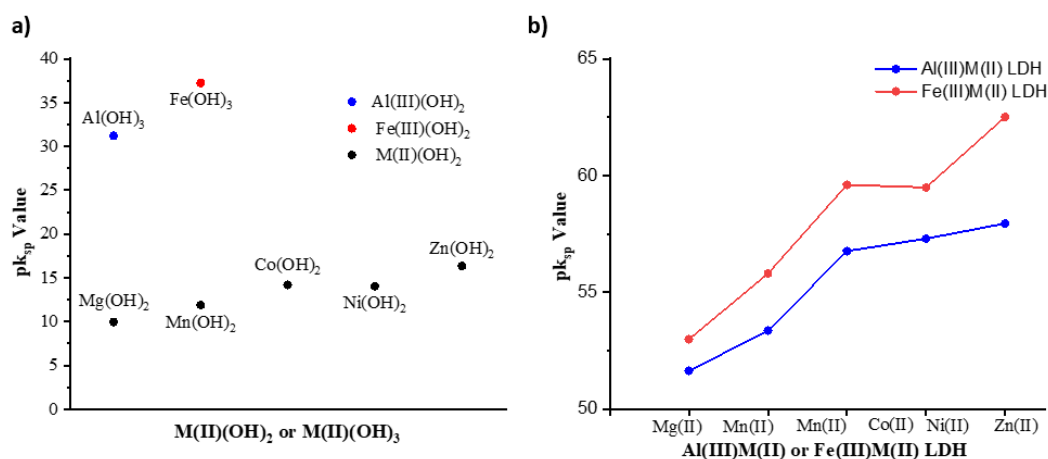 a)
40
35
30
25
20
15
10
5
0
pk_sp Value
Al(OH)3
Fe(OH)3
Al(III)(OH)2
Fe(III)(OH)2
M(II)(OH)2
Mg(OH)2
Mn(OH)2
Co(OH)2
Ni(OH)2
Zn(OH)2
M(II)(OH)2 or M(II)(OH)3
b)
65
60
55
50
pk_sp Value
Al(III)M(II) LDH
Fe(III)M(II) LDH
Mg(II) Mn(II) Mn(II) Co(II) Ni(II) Zn(II)
Al(III)M(II) or Fe(III)M(II) LDH